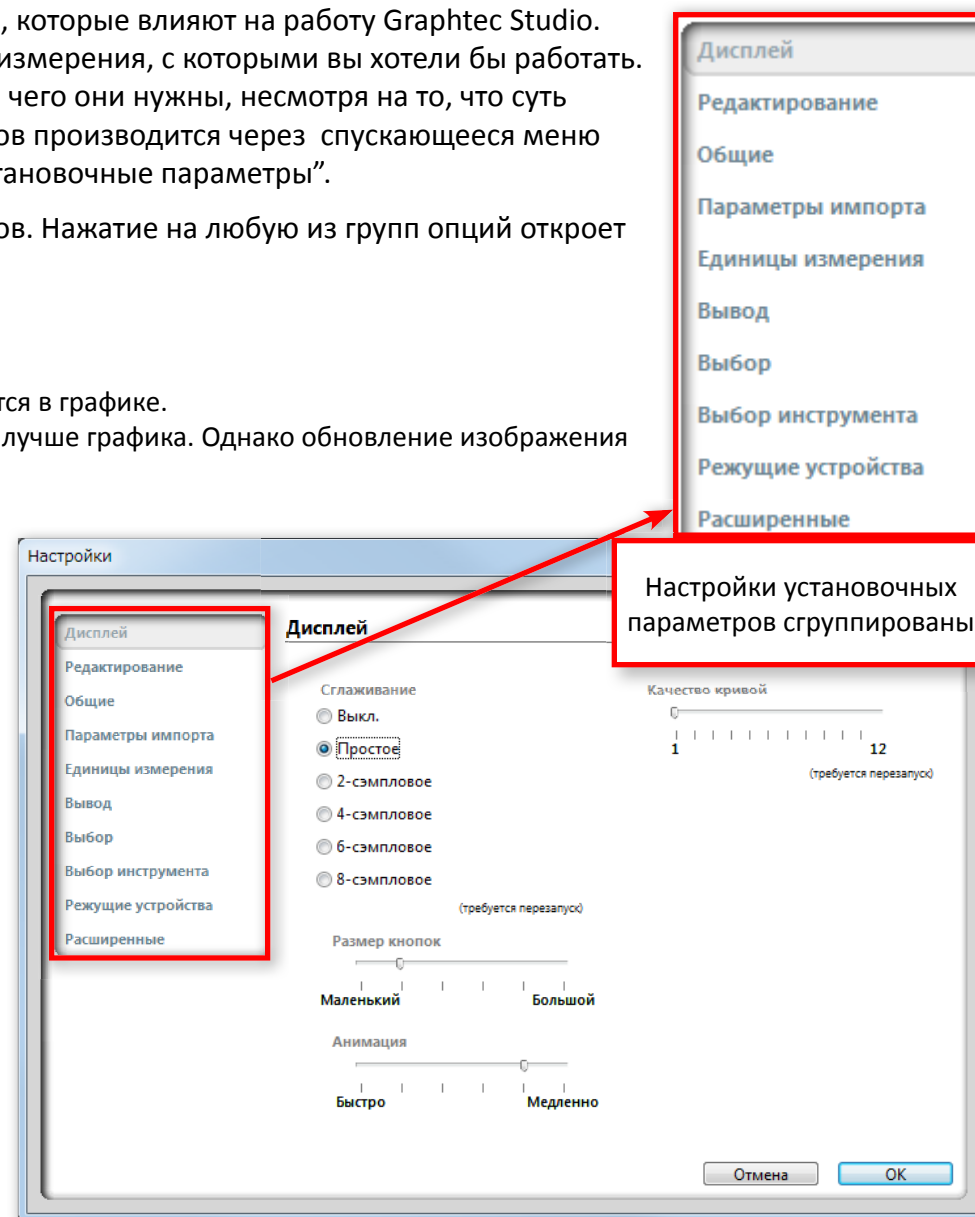 , которые влияют на работу Graphtec Studio.
измерения, с которыми вы хотели бы работать.
чего они нужны, несмотря на то, что суть
ов производится через спускающееся меню
тановочные параметры”.
ов. Нажатие на любую из групп опций откроет
тся в графике.
лучше графика. Однако обновление изображения
Дисплей
Редактирование
Общие
Параметры импорта
Единицы измерения
Вывод
Выбор
Выбор инструмента
Режущие устройства
Расширенные
Настройки установочных
параметров сгруппированы
Настройки
Дисплей
Редактирование
Общие
Параметры импорта
Единицы измерения
Вывод
Выбор
Выбор инструмента
Режущие устройства
Расширенные
Дисплей
Сглаживание
Выкл.
Простое
2-сэмпловое
4-сэмпловое
6-сэмпловое
8-сэмпловое
(требуется перезапуск)
Размер кнопок
Маленький Большой
Анимация
Быстро Медленно
Качество кривой
1 12
(требуется перезапуск)
Отмена OK